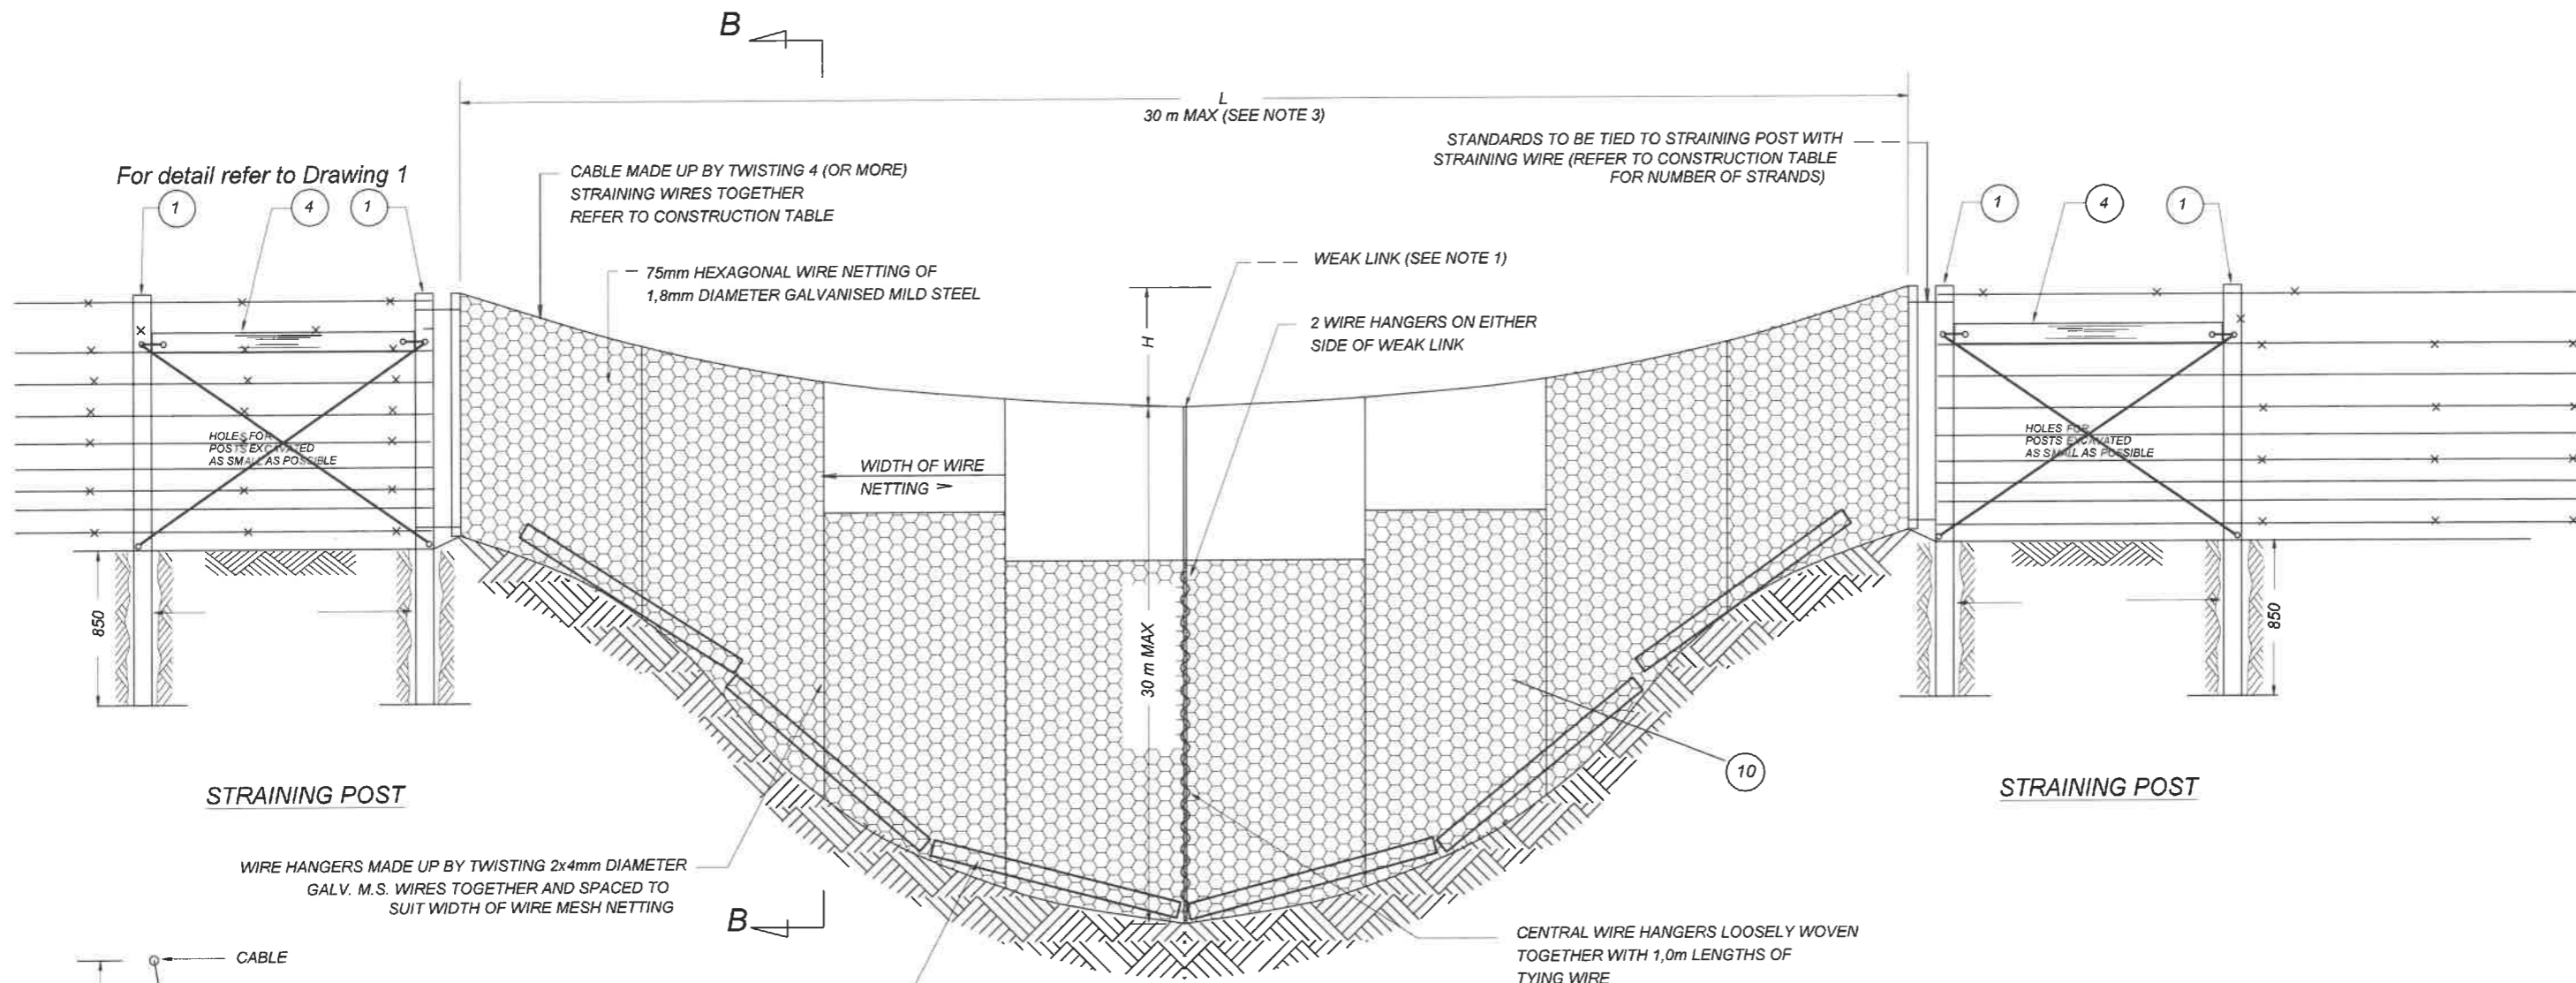 B
L
30 m MAX (SEE NOTE 3)
STANDARDS TO BE TIED TO STRAINING POST WITH
STRAINING WIRE (REFER TO CONSTRUCTION TABLE
FOR NUMBER OF STRANDS)
For detail refer to Drawing 1
1
4
1
CABLE MADE UP BY TWISTING 4 (OR MORE)
STRAINING WIRES TOGETHER
REFER TO CONSTRUCTION TABLE
1
4
1
75mm HEXAGONAL WIRE NETTING OF
1,8mm DIAMETER GALVANISED MILD STEEL
WEAK LINK (SEE NOTE 1)
H
2 WIRE HANGERS ON EITHER
SIDE OF WEAK LINK
HOLES FOR
POSTS EXCAVATED
AS SMALL AS POSSIBLE
WIDTH OF WIRE
NETTING
HOLES FOR
POSTS EXCAVATED
AS SMALL AS POSSIBLE
850
30 m MAX
850
10
STRAINING POST
STRAINING POST
WIRE HANGERS MADE UP BY TWISTING 2x4mm DIAMETER
GALV. M.S. WIRES TOGETHER AND SPACED TO
SUIT WIDTH OF WIRE MESH NETTING
B
CABLE
CENTRAL WIRE HANGERS LOOSELY WOVEN
TOGETHER WITH 1,0m LENGTHS OF
TYING WIRE